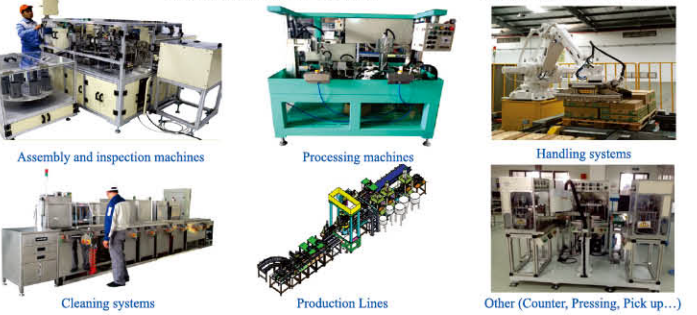 Assembly and inspection machines
Processing machines
Handling systems
Cleaning systems
Production Lines
Other (Counter, Pressing, Pick up…)